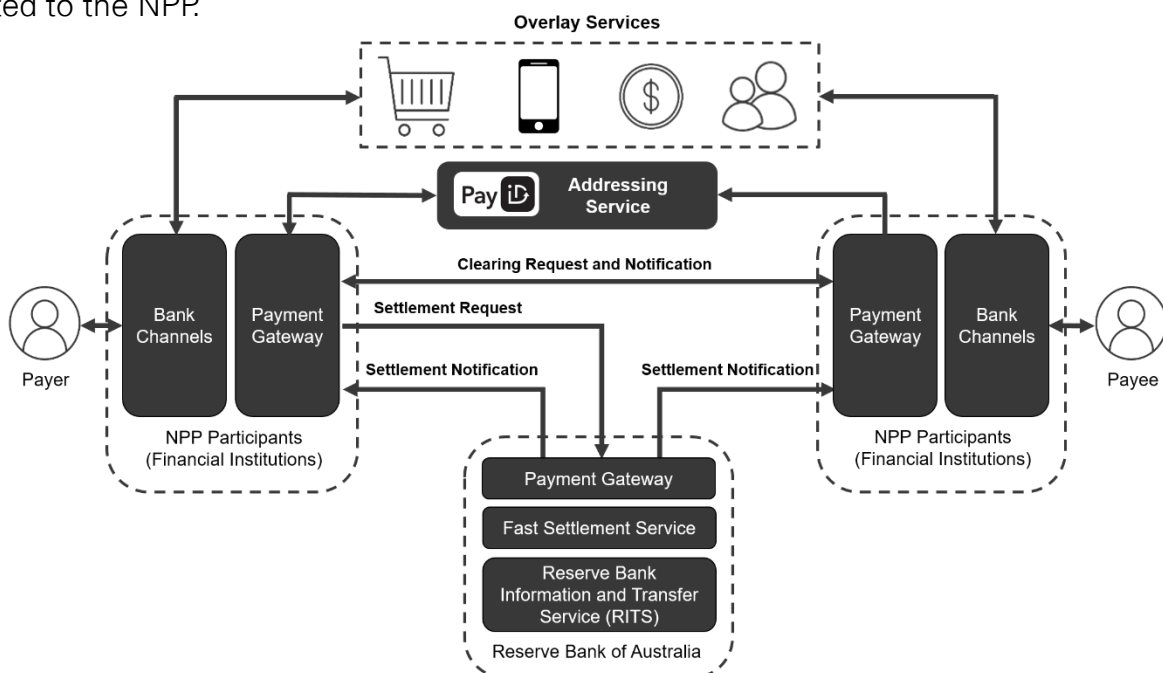 ted to the NPP.
Overlay Services
$
Pay iD
Addressing
Service
Clearing Request and Notification
Bank
Channels
Payment
Gateway
Settlement Request
Payment
Gateway
Bank
Channels
Settlement Notification
Settlement Notification
Payer
Payee
NPP Participants
(Financial Institutions)
NPP Participants
(Financial Institutions)
Payment Gateway
Fast Settlement Service
Reserve Bank
Information and Transfer
Service (RITS)
Reserve Bank of Australia